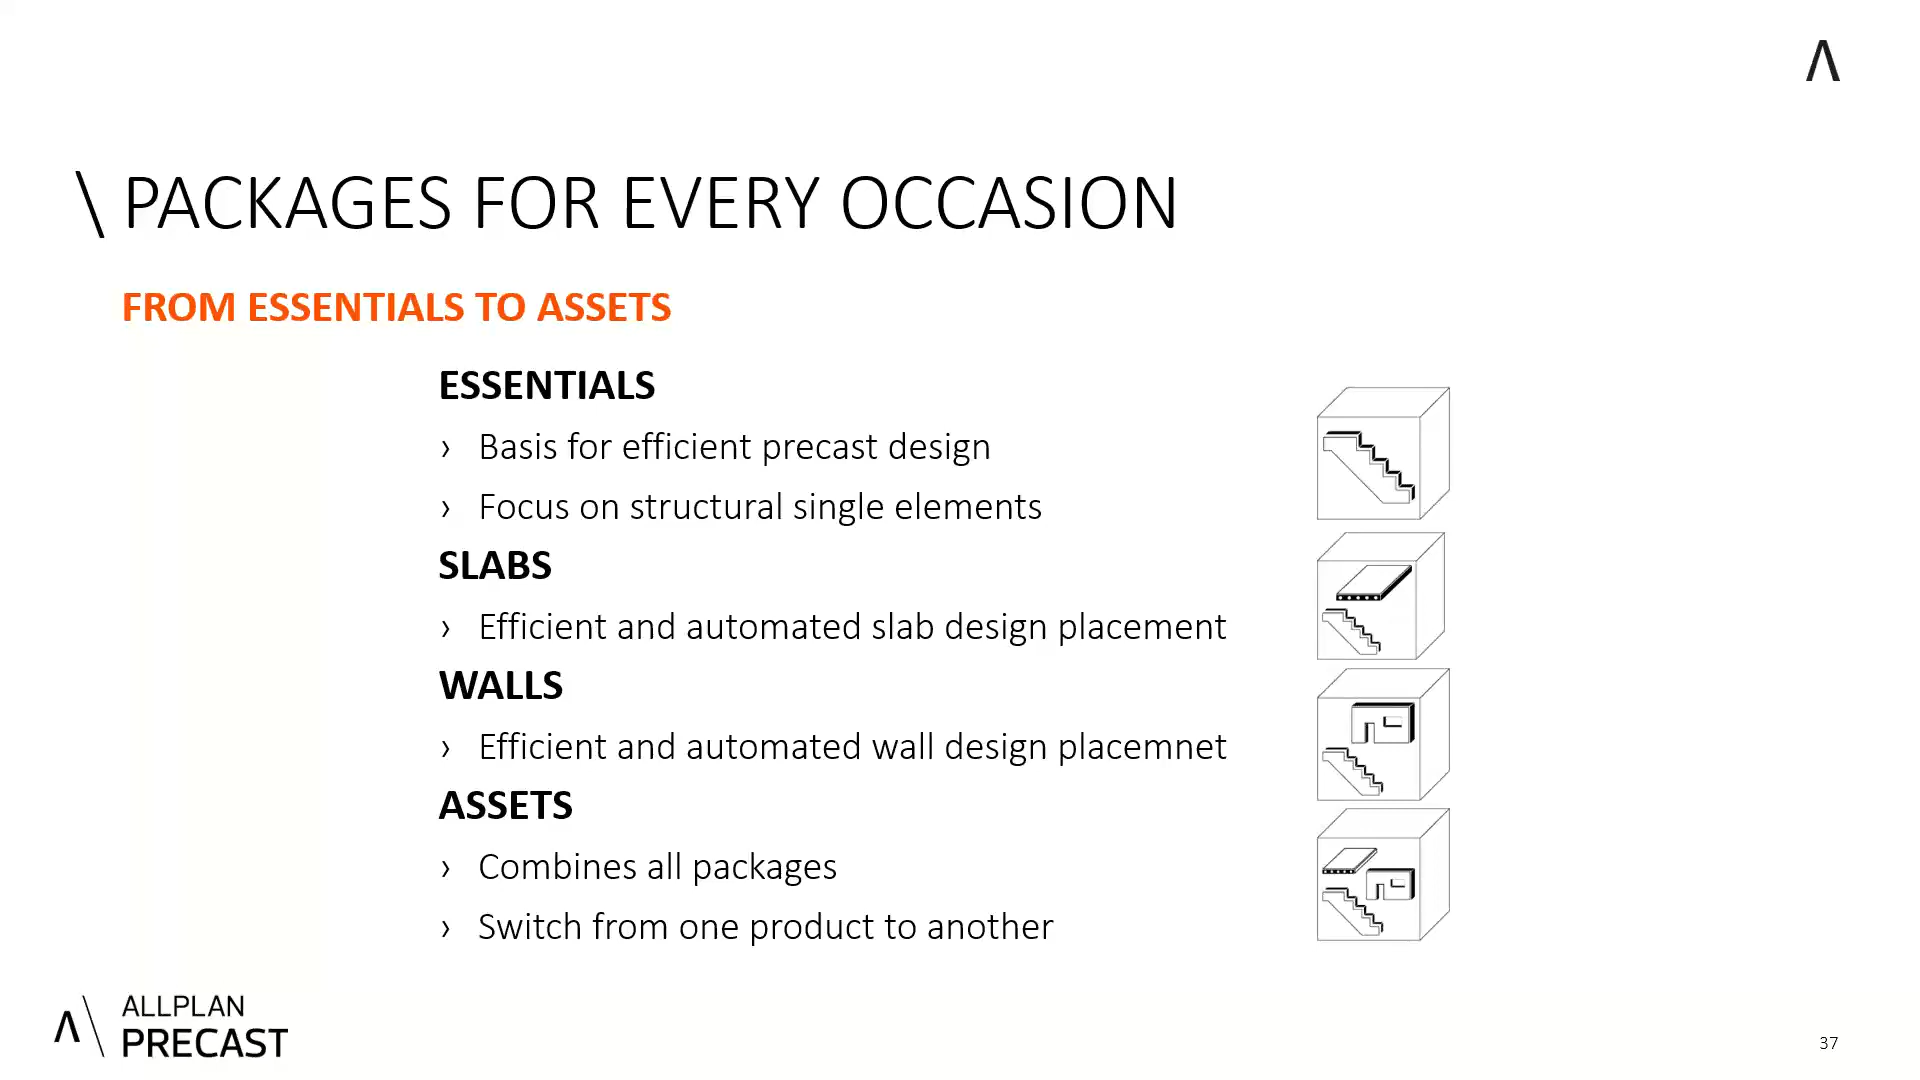 \ PACKAGES FOR EVERY OCCASION
FROM ESSENTIALS TO ASSETS
ESSENTIALS
› Basis for efficient precast design
› Focus on structural single elements
SLABS
› Efficient and automated slab design placement
WALLS
› Efficient and automated wall design placemnet
ASSETS
› Combines all packages
› Switch from one product to another
ALLPLAN
PRECAST
37